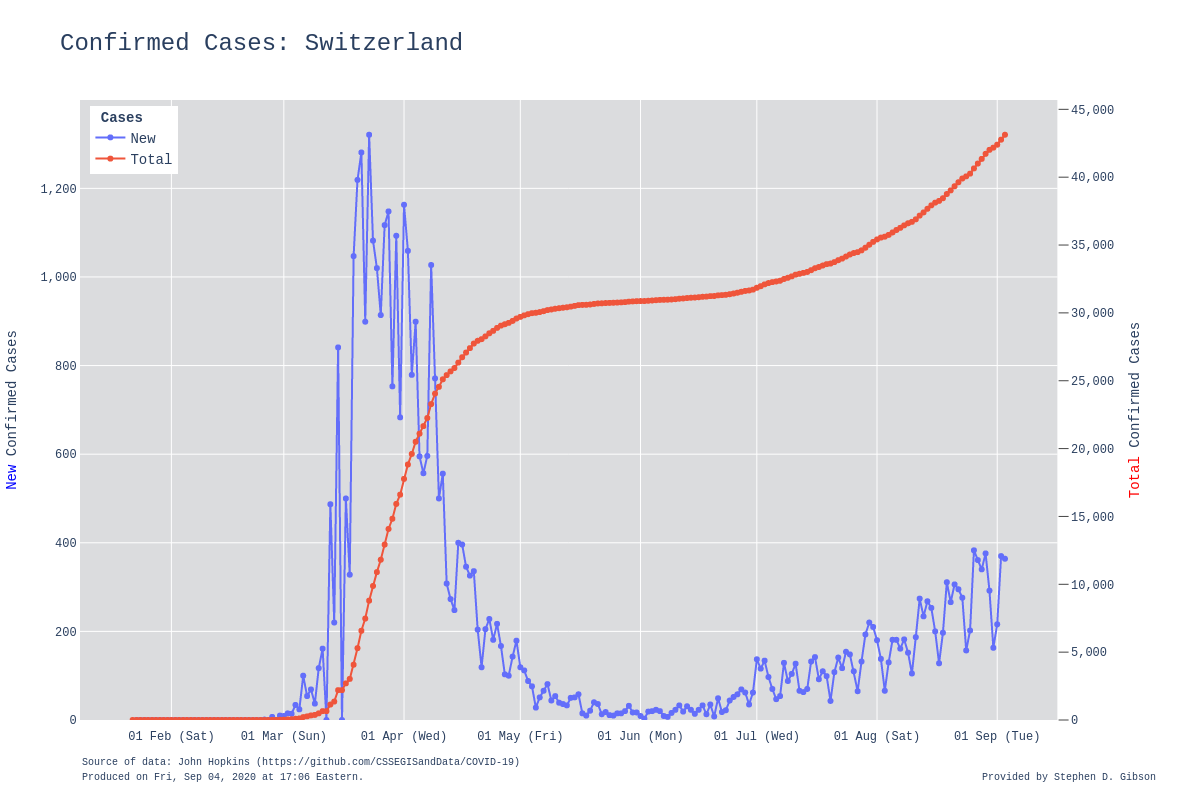 Confirmed Cases: Switzerland
Cases
New
Total
1,200
1,000
800
600
400
200
0
New Confirmed Cases
45,000
40,000
35,000
30,000
25,000
20,000
15,000
10,000
5,000
0
Total Confirmed Cases
01 Feb (Sat) 01 Mar (Sun) 01 Apr (Wed) 01 May (Fri) 01 Jun (Mon) 01 Jul (Wed) 01 Aug (Sat) 01 Sep (Tue)
Source of data: John Hopkins (https://github.com/CSSEGISandData/COVID-19)
Produced on Fri, Sep 04, 2020 at 17:06 Eastern.
Provided by Stephen D. Gibson